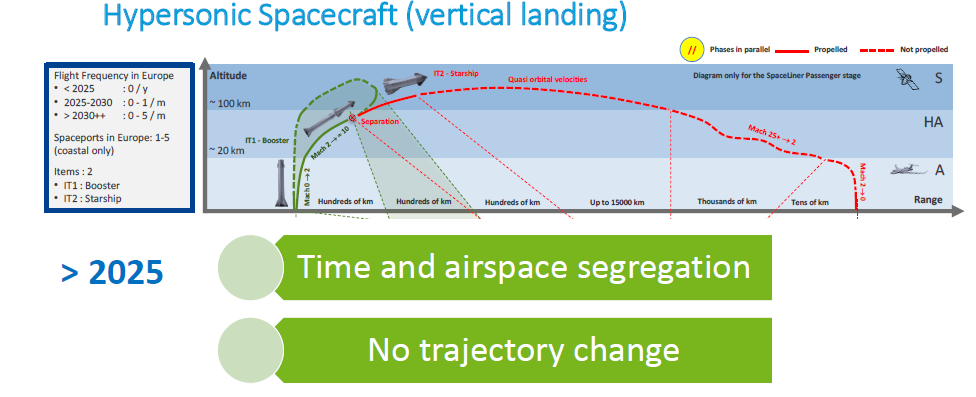 Hypersonic Spacecraft (vertical landing)
// Phases in parallel Propelled Not propelled
Flight Frequency in Europe
• < 2025 : 0 / y
• 2025-2030 : 0 - 1 / m
• > 2030++ : 0 - 5 / m
Spaceports in Europe: 1-5
(coastal only)
Items : 2
• IT1 : Booster
• IT2 : Starship
Altitude
IT2 - Starship
Quasi orbital velocities
Diagram only for the SpaceLiner Passenger stage
S
~ 100 km
Separation
HA
IT1 - Booster
Mach 2 → ≈ 10
Mach 25+ → 2
~ 20 km
A
Mach 0 → 2
Mach 2 → 0
Hundreds of km
Hundreds of km
Hundreds of km
Up to 15000 km
Thousands of km
Tens of km
Range
> 2025
Time and airspace segregation
No trajectory change